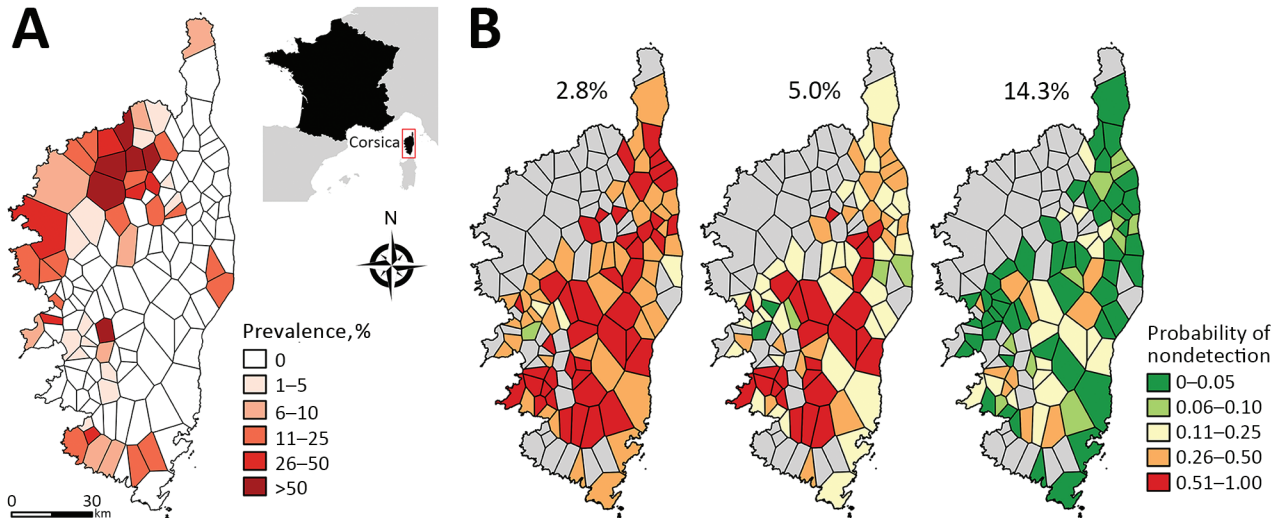 A
Corsica
N
Prevalence, %
0
1–5
6–10
11–25
26–50
>50
0 30
km
B
2.8%
5.0%
14.3%
Probability of
nondetection
0–0.05
0.06–0.10
0.11–0.25
0.26–0.50
0.51–1.00